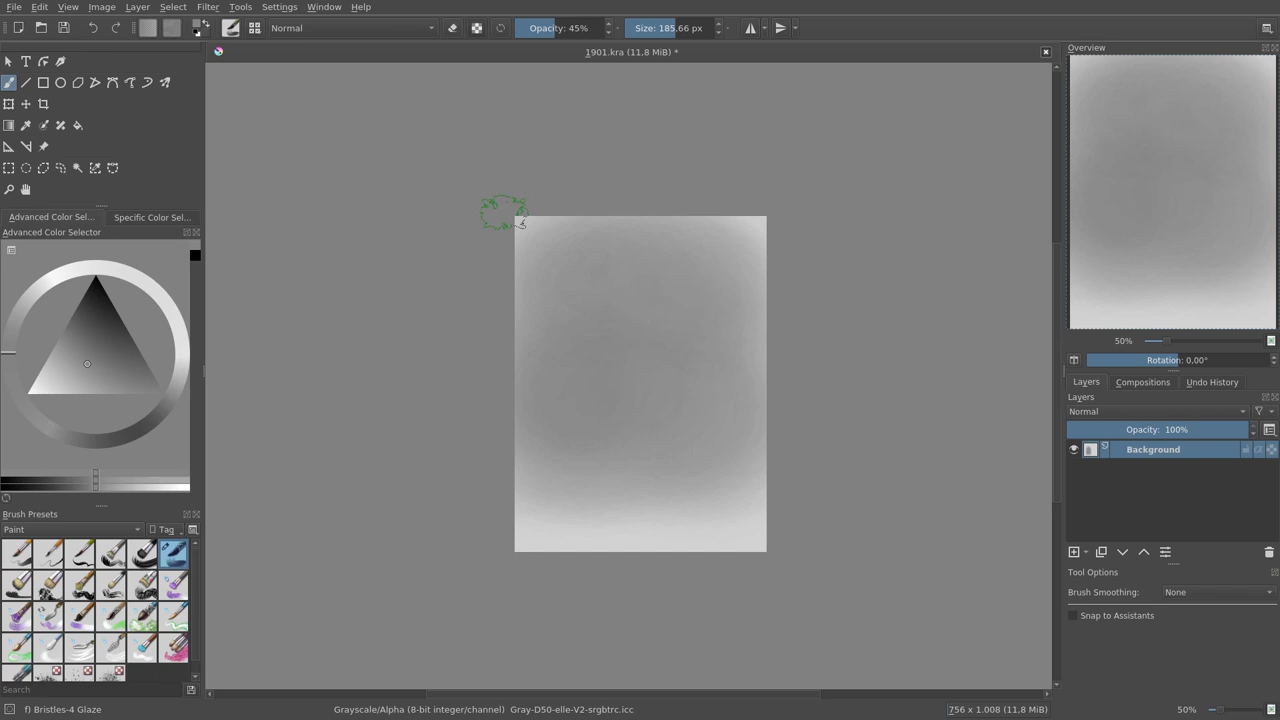 File Edit View Image Layer Select Filter Tools Settings Window Help
Normal Opacity: 45% Size: 185.66 px
1901.kra (11,8 MiB) *
Overview
Advanced Color Sel... Specific Color Sel...
Advanced Color Selector
50%
Rotation: 0,00°
Layers Compositions Undo History
Layers
Normal
Opacity: 100%
Background
Brush Presets
Paint Tag
Tool Options
Brush Smoothing: None
Snap to Assistants
Search
f) Bristles-4 Glaze Grayscale/Alpha (8-bit integer/channel) Gray-D50-elle-V2-srgbtrc.icc 756 x 1.008 (11,8 MiB) 50%